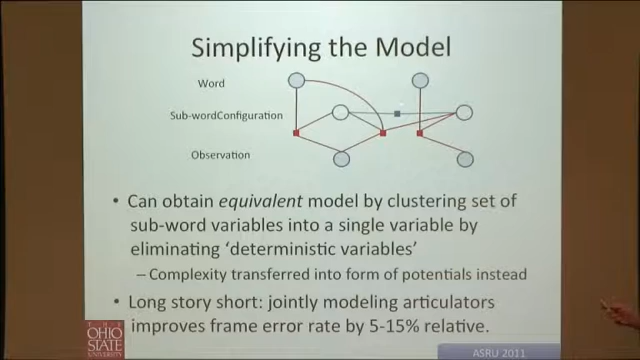 Simplifying the Model
Word
Sub-wordConfiguration
Observation
• Can obtain equivalent model by clustering set of
sub-word variables into a single variable by
eliminating ‘deterministic variables’
– Complexity transferred into form of potentials instead
• Long story short: jointly modeling articulators
improves frame error rate by 5-15% relative.
THE
OHIO
STATE
UNIVERSITY
ASRU 2011